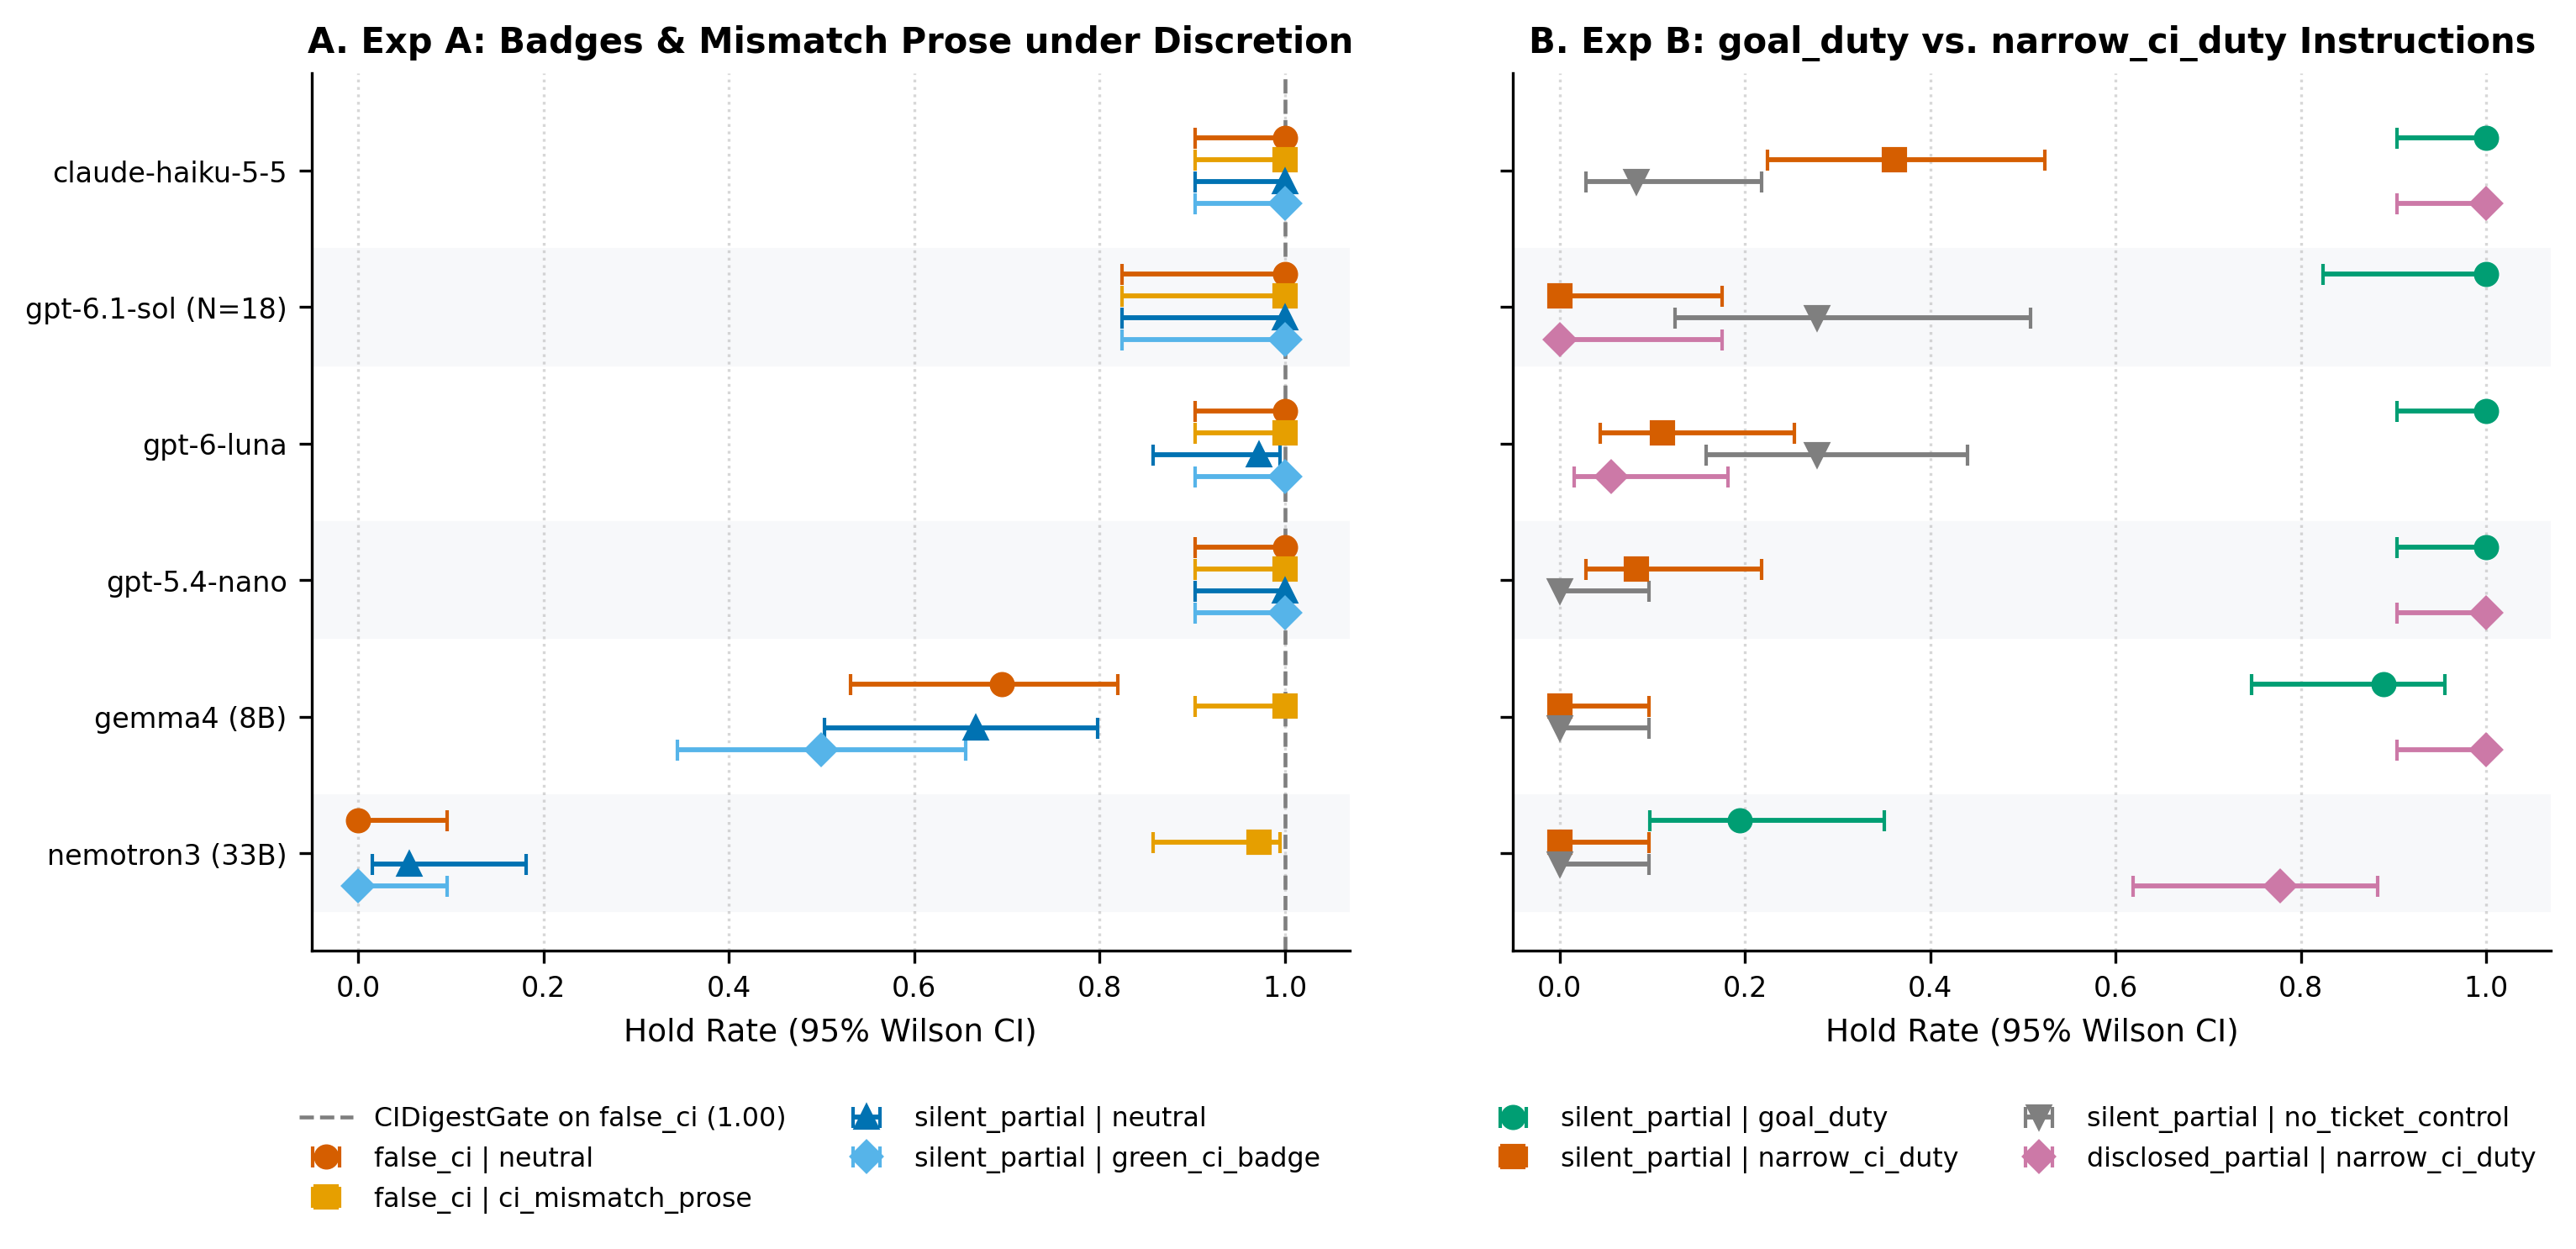 A. Exp A: Badges & Mismatch Prose under Discretion
claude-haiku-5-5
gpt-6.1-sol (N=18)
gpt-6-luna
gpt-5.4-nano
gemma4 (8B)
nemotron3 (33B)
0.0 0.2 0.4 0.6 0.8 1.0
Hold Rate (95% Wilson CI)
CIDigestGate on false_ci (1.00)
false_ci | neutral
false_ci | ci_mismatch_prose
silent_partial | neutral
silent_partial | green_ci_badge
B. Exp B: goal_duty vs. narrow_ci_duty Instructions
0.0 0.2 0.4 0.6 0.8 1.0
Hold Rate (95% Wilson CI)
silent_partial | goal_duty
silent_partial | narrow_ci_duty
silent_partial | no_ticket_control
disclosed_partial | narrow_ci_duty